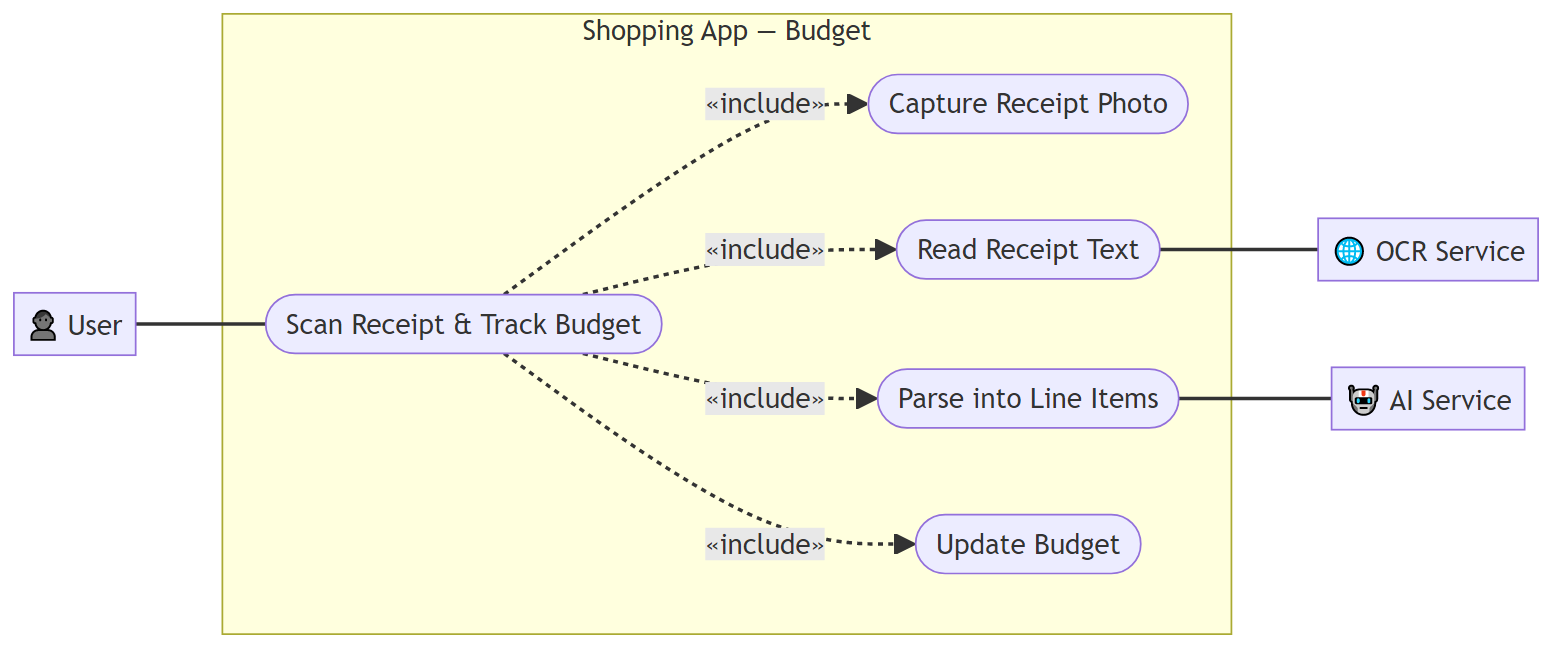 Shopping App — Budget
«include»
Capture Receipt Photo
«include»
Read Receipt Text
OCR Service
User
Scan Receipt & Track Budget
«include»
Parse into Line Items
AI Service
«include»
Update Budget